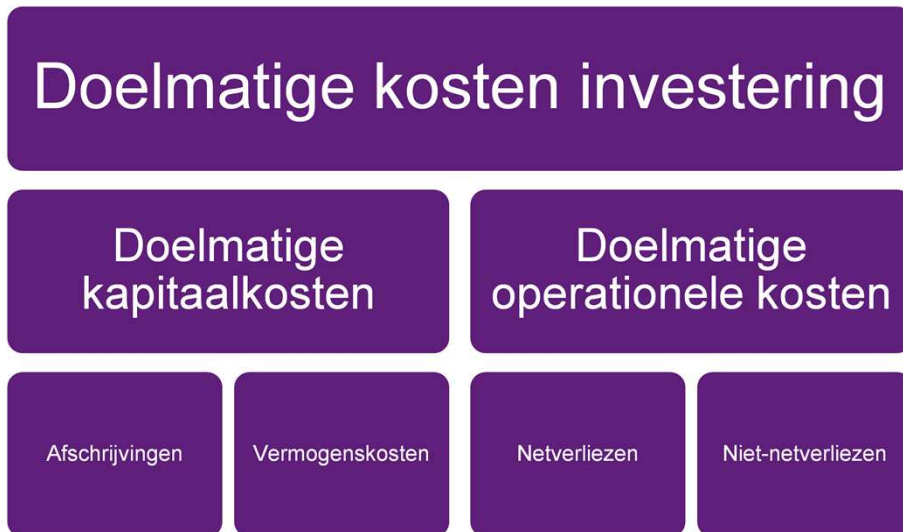 Doelmatige kosten investering
Doelmatige
kapitaalkosten
Doelmatige
operationele kosten
Afschrijvingen
Vermogenskosten
Netverliezen
Niet-netverliezen